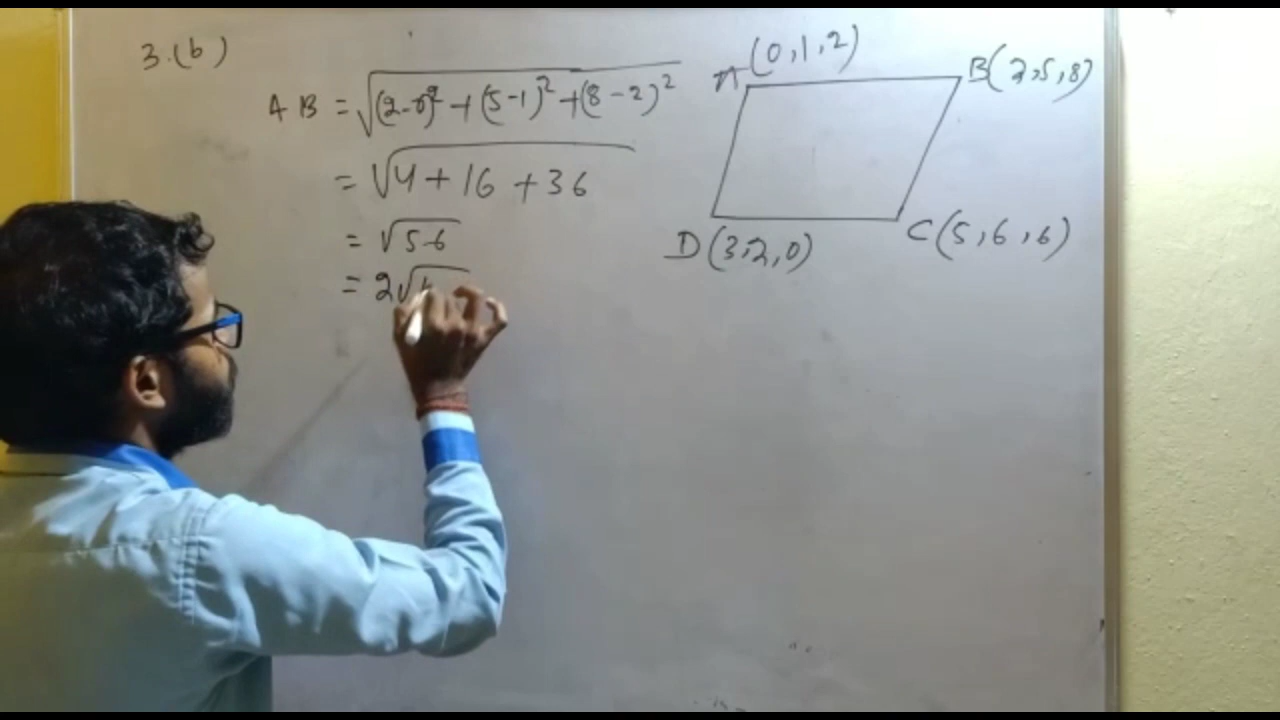 3.(b)
AB = √(2-0)² + (5-1)² + (8-2)²
= √4 + 16 + 36
= √56
= 2√
A(0,1,2)
B(2,5,8)
D(3,2,0)
C(5,6,6)